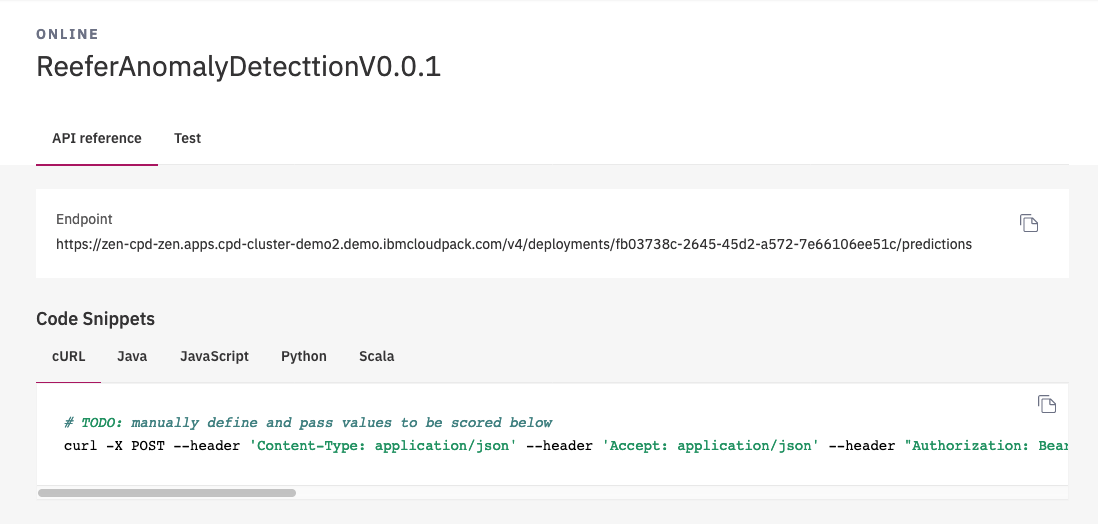 ONLINE
ReeferAnomalyDetecttionV0.0.1
API reference Test
Endpoint
https://zen-cpd-zen.apps.cpd-cluster-demo2.demo.ibmcloudpack.com/v4/deployments/fb03738c-2645-45d2-a572-7e66106ee51c/predictions
Code Snippets
cURL Java JavaScript Python Scala
# TODO: manually define and pass values to be scored below
curl -X POST --header 'Content-Type: application/json' --header 'Accept: application/json' --header "Authorization: Bear